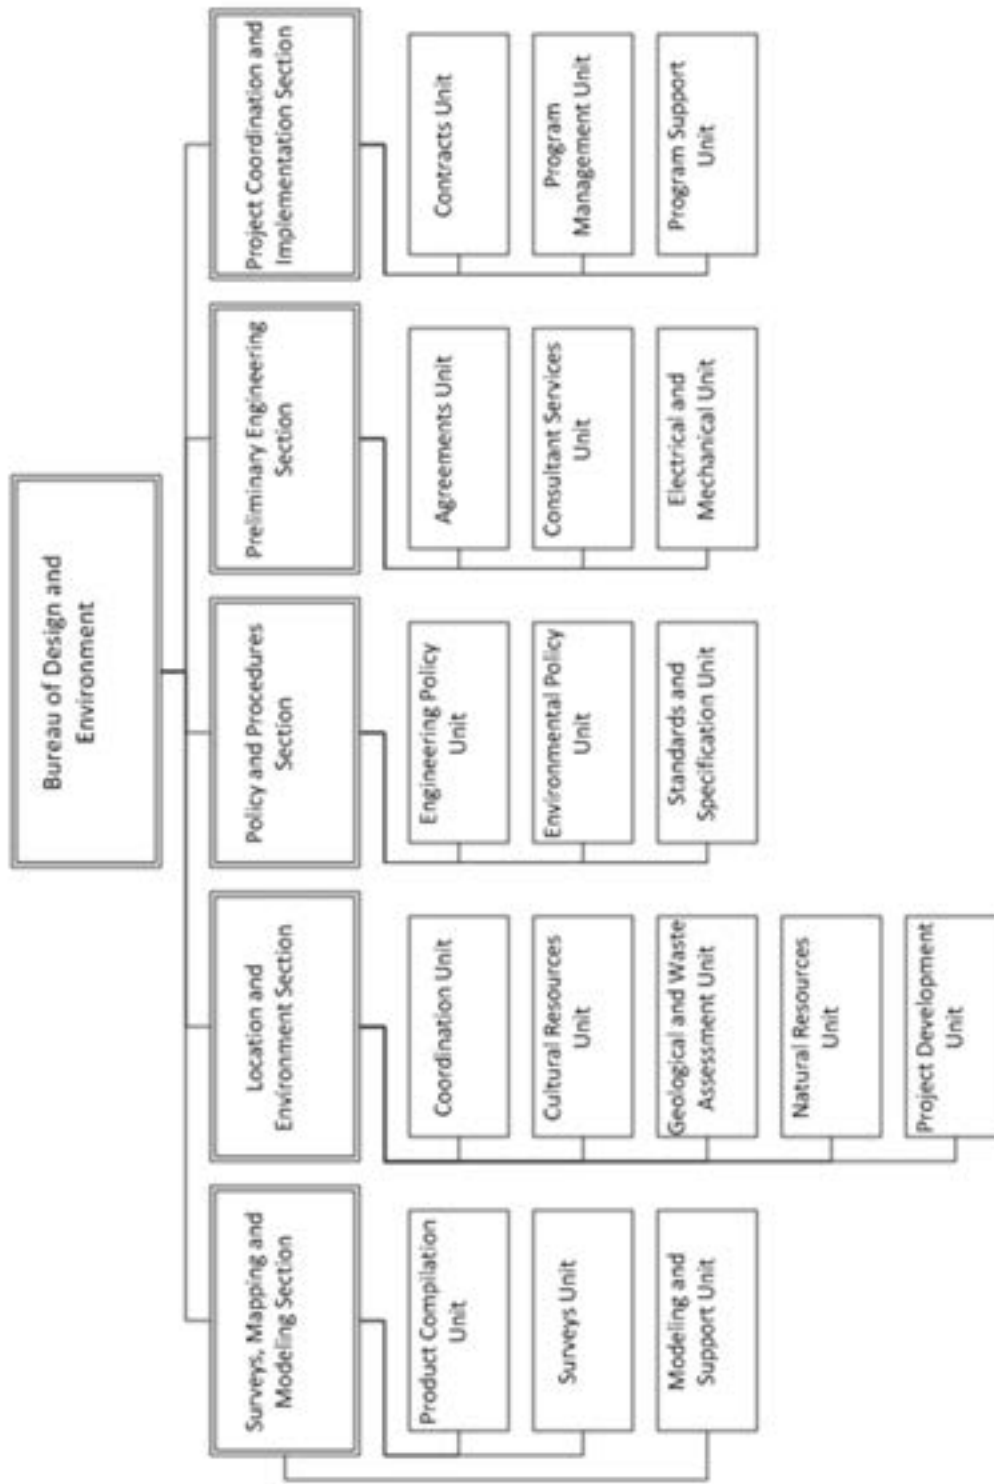 Bureau of Design and
Environment
Surveys, Mapping and
Modeling Section
Product Compilation
Unit
Surveys Unit
Modeling and
Support Unit
Location and
Environment Section
Coordination Unit
Cultural Resources
Unit
Geological and Waste
Assessment Unit
Natural Resources
Unit
Project Development
Unit
Policy and Procedures
Section
Engineering Policy
Unit
Environmental Policy
Unit
Standards and
Specification Unit
Preliminary Engineering
Section
Agreements Unit
Consultant Services
Unit
Electrical and
Mechanical Unit
Project Coordination and
Implementation Section
Contracts Unit
Program
Management Unit
Program Support
Unit